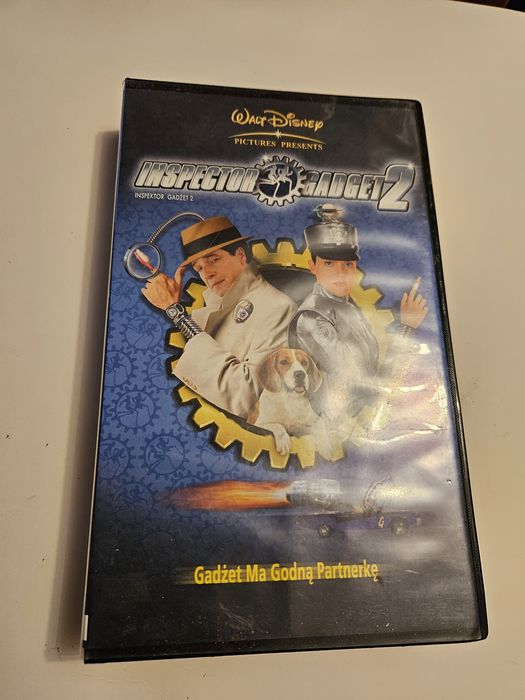 WALT DISNEY
PICTURES PRESENTS
INSPECTOR GADGET 2
INSPEKTOR GADŻET 2
Gadżet Ma Godną Partnerkę